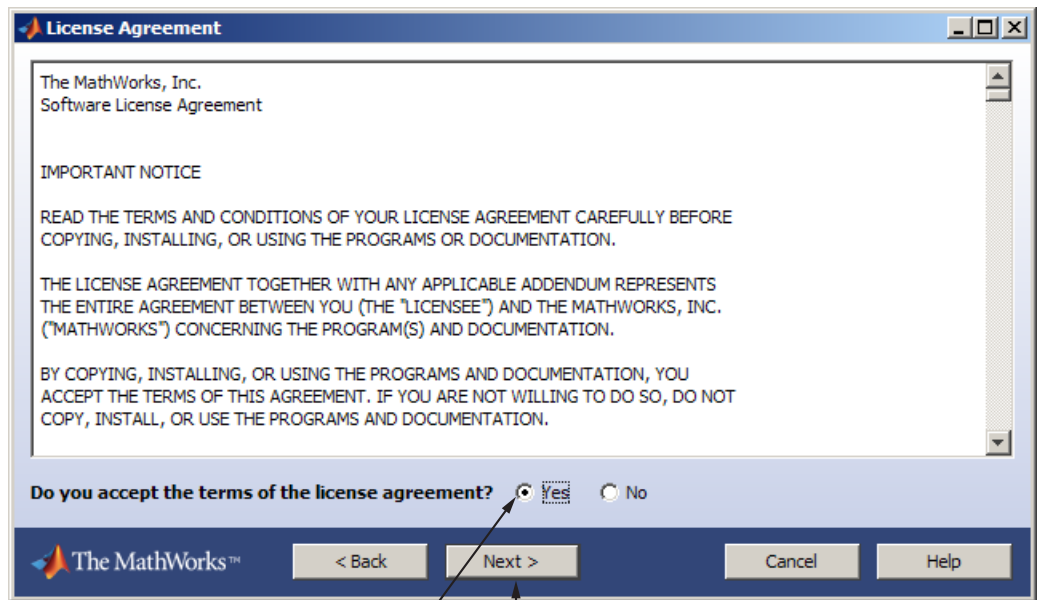 License Agreement
The MathWorks, Inc.
Software License Agreement
IMPORTANT NOTICE
READ THE TERMS AND CONDITIONS OF YOUR LICENSE AGREEMENT CAREFULLY BEFORE
COPYING, INSTALLING, OR USING THE PROGRAMS OR DOCUMENTATION.
THE LICENSE AGREEMENT TOGETHER WITH ANY APPLICABLE ADDENDUM REPRESENTS
THE ENTIRE AGREEMENT BETWEEN YOU (THE "LICENSEE") AND THE MATHWORKS, INC.
("MATHWORKS") CONCERNING THE PROGRAM(S) AND DOCUMENTATION.
BY COPYING, INSTALLING, OR USING THE PROGRAMS AND DOCUMENTATION, YOU
ACCEPT THE TERMS OF THIS AGREEMENT. IF YOU ARE NOT WILLING TO DO SO, DO NOT
COPY, INSTALL, OR USE THE PROGRAMS AND DOCUMENTATION.
Do you accept the terms of the license agreement? Yes No
The MathWorks™ < Back Next > Cancel Help